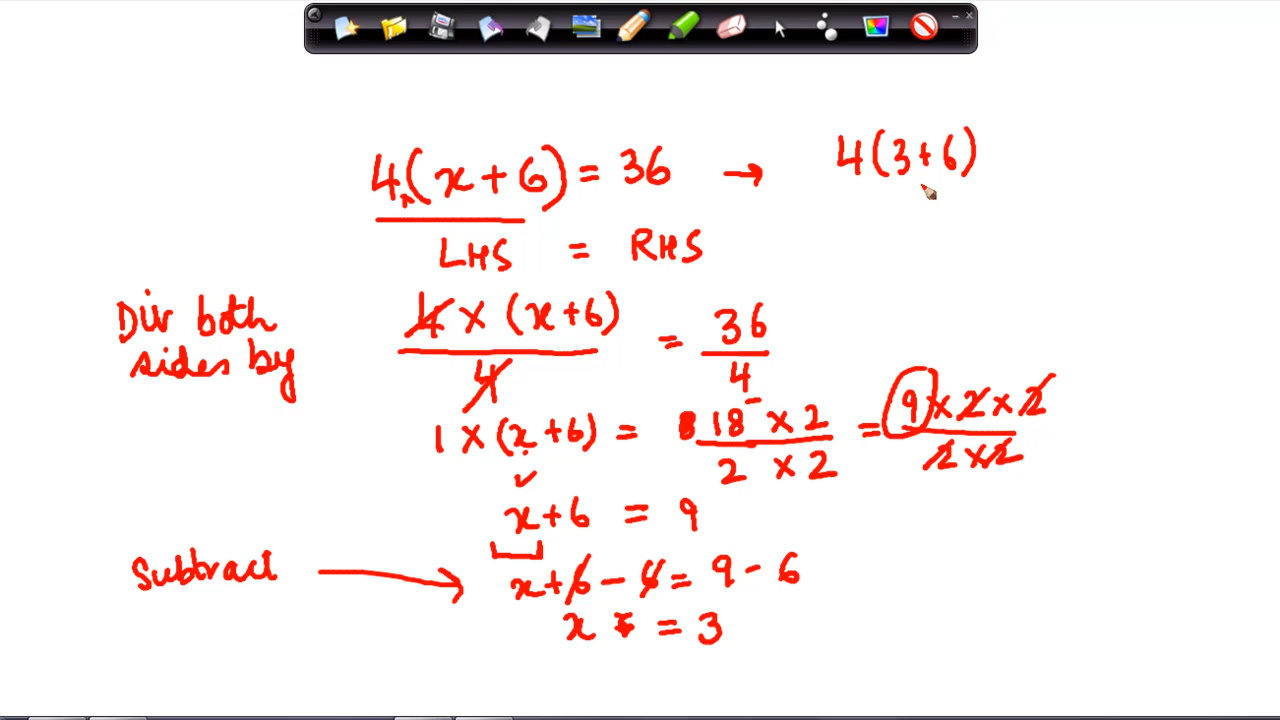 4(x+6) = 36 → 4(3+6)
LHS = RHS
Div both sides by
4 × (x+6) / 4 = 36 / 4
1 × (x+6) = 18 × 2 / 2 × 2 = 9 × 2 × 2 / 2 × 2
x+6 = 9
Subtract → x+6 - 6 = 9 - 6
x = 3